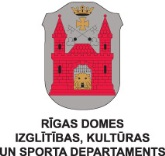 RĪGAS DOMES
IZGLĪTĪBAS, KULTŪRAS
UN SPORTA DEPARTAMENTS